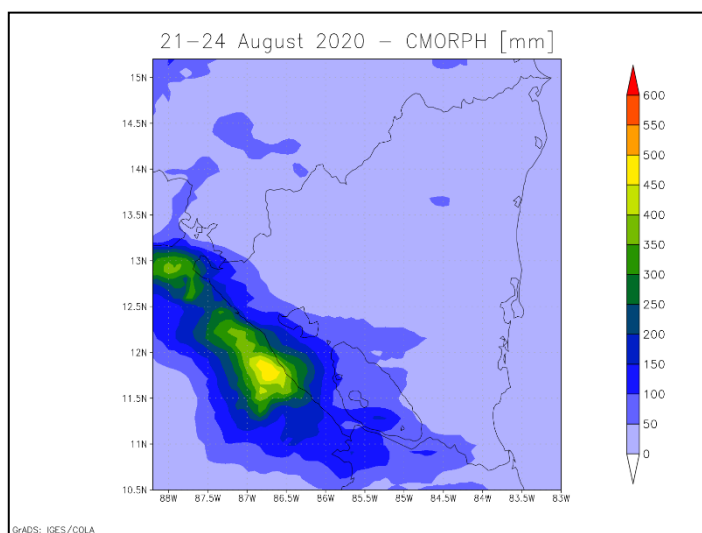 21-24 August 2020 - CMORPH [mm]
15N
14.5N
14N
13.5N
13N
12.5N
12N
11.5N
11N
10.5N
88W 87.5W 87W 86.5W 86W 85.5W 85W 84.5W 84W 83.5W 83W
600
550
500
450
400
350
300
250
200
150
100
50
0
GrADS: IGES/COLA